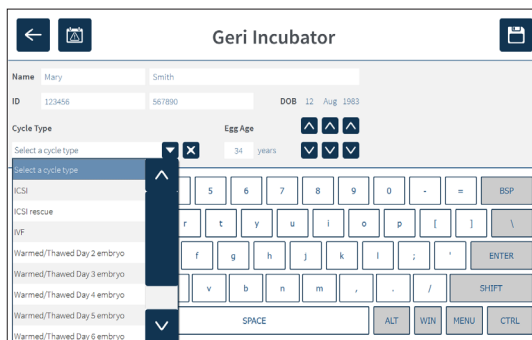 Geri Incubator
Name Mary Smith
ID 123456 567890 DOB 12 Aug 1983
Cycle Type Egg Age
Select a cycle type 34 years
Select a cycle type
ICSI 5 6 7 8 9 0 - = BSP
ICSI rescue
IVF r t y u i o p [ ] \
Warmed/Thawed Day 2 embryo f g h j k l ; ' ENTER
Warmed/Thawed Day 3 embryo
Warmed/Thawed Day 4 embryo v b n m , . / SHIFT
Warmed/Thawed Day 5 embryo SPACE ALT WIN MENU CTRL
Warmed/Thawed Day 6 embryo